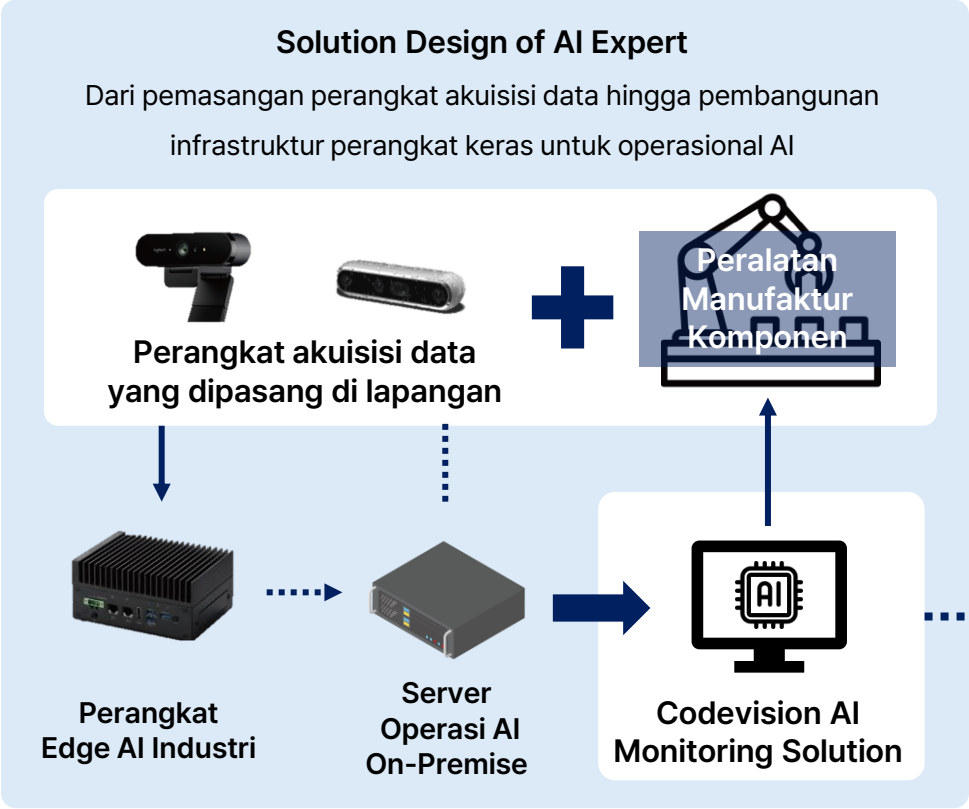 Solution Design of AI Expert
Dari pemasangan perangkat akuisisi data hingga pembangunan
infrastruktur perangkat keras untuk operasional AI
Peralatan
Manufaktur
Komponen
Perangkat akuisisi data
yang dipasang di lapangan
AI
Perangkat
Edge AI Industri
Server
Operasi AI
On-Premise
Codevision AI
Monitoring Solution